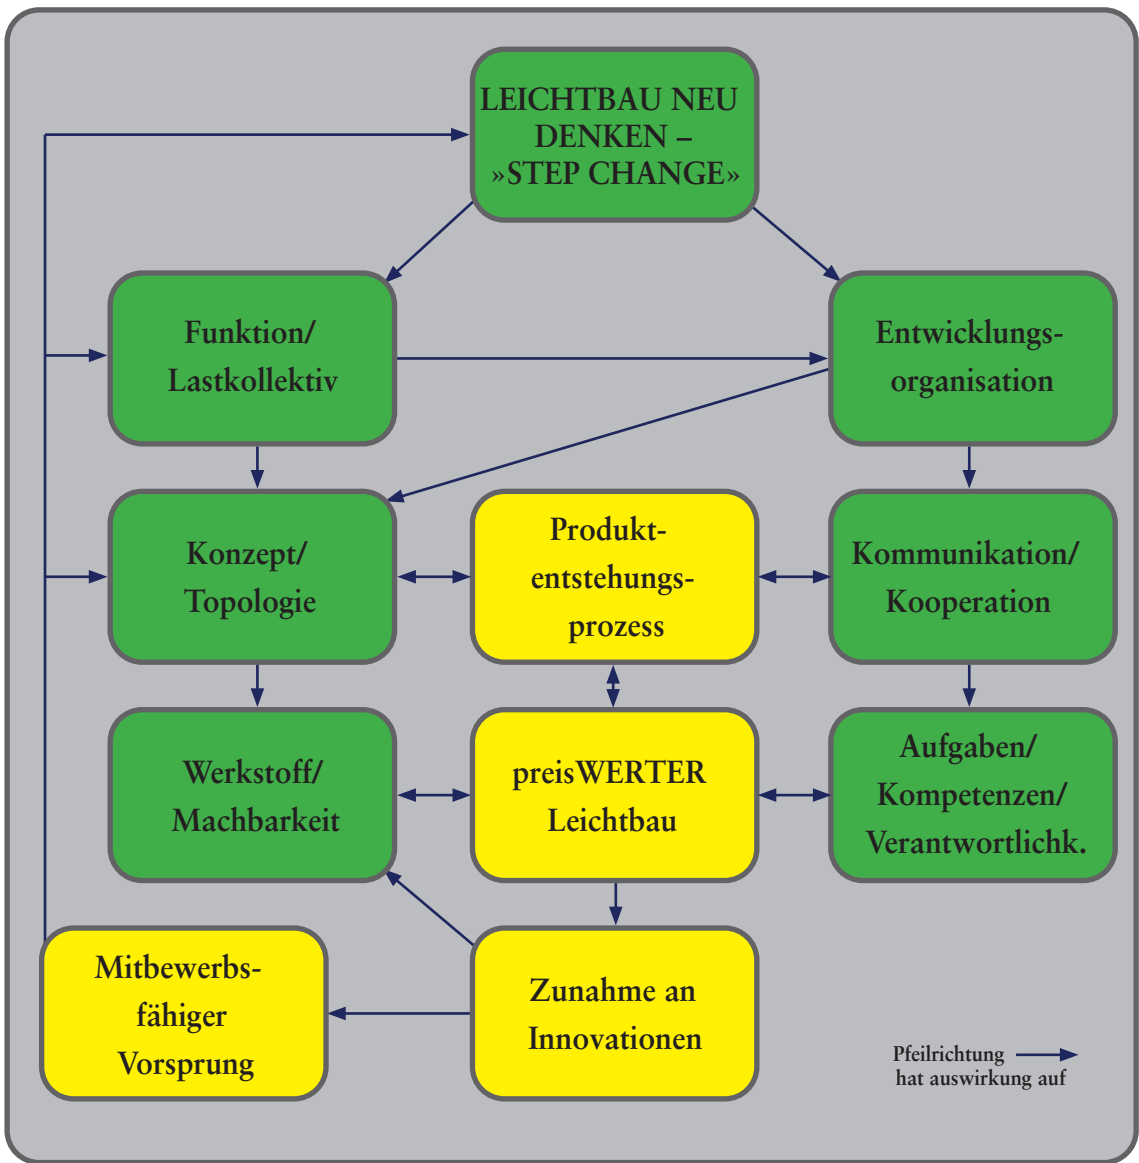 LEICHTBAU NEU
DENKEN –
»STEP CHANGE»
Funktion/
Lastkollektiv
Entwicklungs-
organisation
Konzept/
Topologie
Produkt-
entstehungs-
prozess
Kommunikation/
Kooperation
Werkstoff/
Machbarkeit
preisWERTER
Leichtbau
Aufgaben/
Kompetenzen/
Verantwortlichk.
Mitbewerbs-
fähiger
Vorsprung
Zunahme an
Innovationen
Pfeilrichtung
hat auswirkung auf